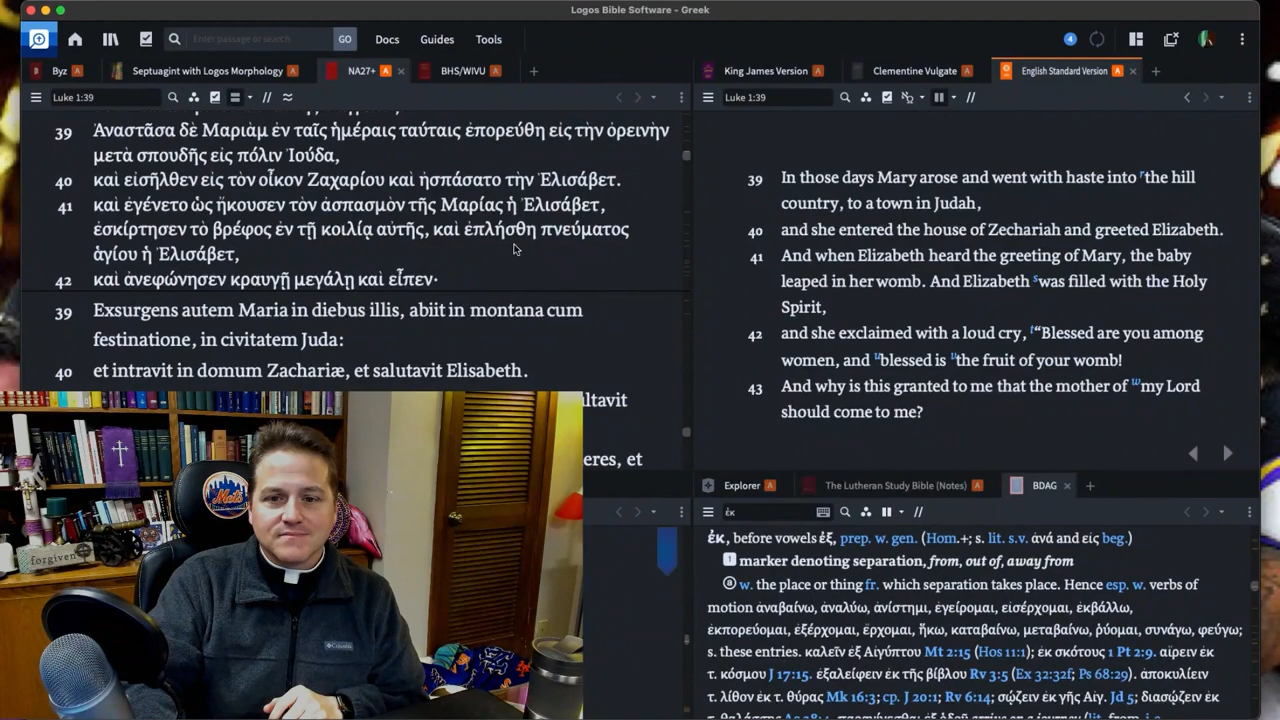 Logos Bible Software - Greek
Enter passage or search GO Docs Guides Tools 4
Byz A Septuagint with Logos Morphology A NA27+ A BHS/WIVU A
King James Version A Clementine Vulgate A English Standard Version A
Luke 1:39
Luke 1:39
39 Ἀναστᾶσα δὲ Μαριὰμ ἐν ταῖς ἡμέραις ταύταις ἐπορεύθη εἰς τὴν ὀρεινὴν
μετὰ σπουδῆς εἰς πόλιν Ἰούδα,
40 καὶ εἰσῆλθεν εἰς τὸν οἶκον Ζαχαρίου καὶ ἠσπάσατο τὴν Ἐλισάβετ.
41 καὶ ἐγένετο ὡς ἤκουσεν τὸν ἀσπασμὸν τῆς Μαρίας ἡ Ἐλισάβετ,
ἐσκίρτησεν τὸ βρέφος ἐν τῇ κοιλίᾳ αὐτῆς, καὶ ἐπλήσθη πνεύματος
ἁγίου ἡ Ἐλισάβετ,
42 καὶ ἀνεφώνησεν κραυγῇ μεγάλῃ καὶ εἶπεν·
39 Exsurgens autem Maria in diebus illis, abiit in montana cum
festinatione, in civitatem Juda:
40 et intravit in domum Zachariæ, et salutavit Elisabeth.
ultavit
eres, et
39 In those days Mary arose and went with haste into r the hill
country, to a town in Judah,
40 and she entered the house of Zechariah and greeted Elizabeth.
41 And when Elizabeth heard the greeting of Mary, the baby
leaped in her womb. And Elizabeth s was filled with the Holy
Spirit,
42 and she exclaimed with a loud cry, t “Blessed are you among
women, and u blessed is v the fruit of your womb!
43 And why is this granted to me that the mother of w my Lord
should come to me?
Explorer A The Lutheran Study Bible (Notes) A BDAG
ἐκ
ἐκ, before vowels ἐξ, prep. w. gen. (Hom.+; s. lit. s.v. ἀνά and εἰς beg.)
1 marker denoting separation, from, out of, away from
a w. the place or thing fr. which separation takes place. Hence esp. w. verbs of
motion ἀναβαίνω, ἀναλύω, ἀνίστημι, ἐγείρομαι, εἰσέρχομαι, ἐκβάλλω,
ἐκπορεύομαι, ἐξέρχομαι, ἔρχομαι, ἥκω, καταβαίνω, μεταβαίνω, ῥύομαι, συνάγω, φεύγω;
s. these entries. καλεῖν ἐξ Αἰγύπτου Mt 2:15 (Hos 11:1); ἐκ σκότους 1 Pt 2:9. αἴρειν ἐκ
τ. κόσμου J 17:15. ἐξαλείφειν ἐκ τῆς βίβλου Rv 3:5 (Ex 32:32f; Ps 68:29). ἀποκυλίειν
τ. λίθον ἐκ τ. θύρας Mk 16:3; cp. J 20:1; Rv 6:14; σῴζειν ἐκ γῆς Αἰγ. Jd 5; διασῴζειν ἐκ
Mets
forgiven
Columbia